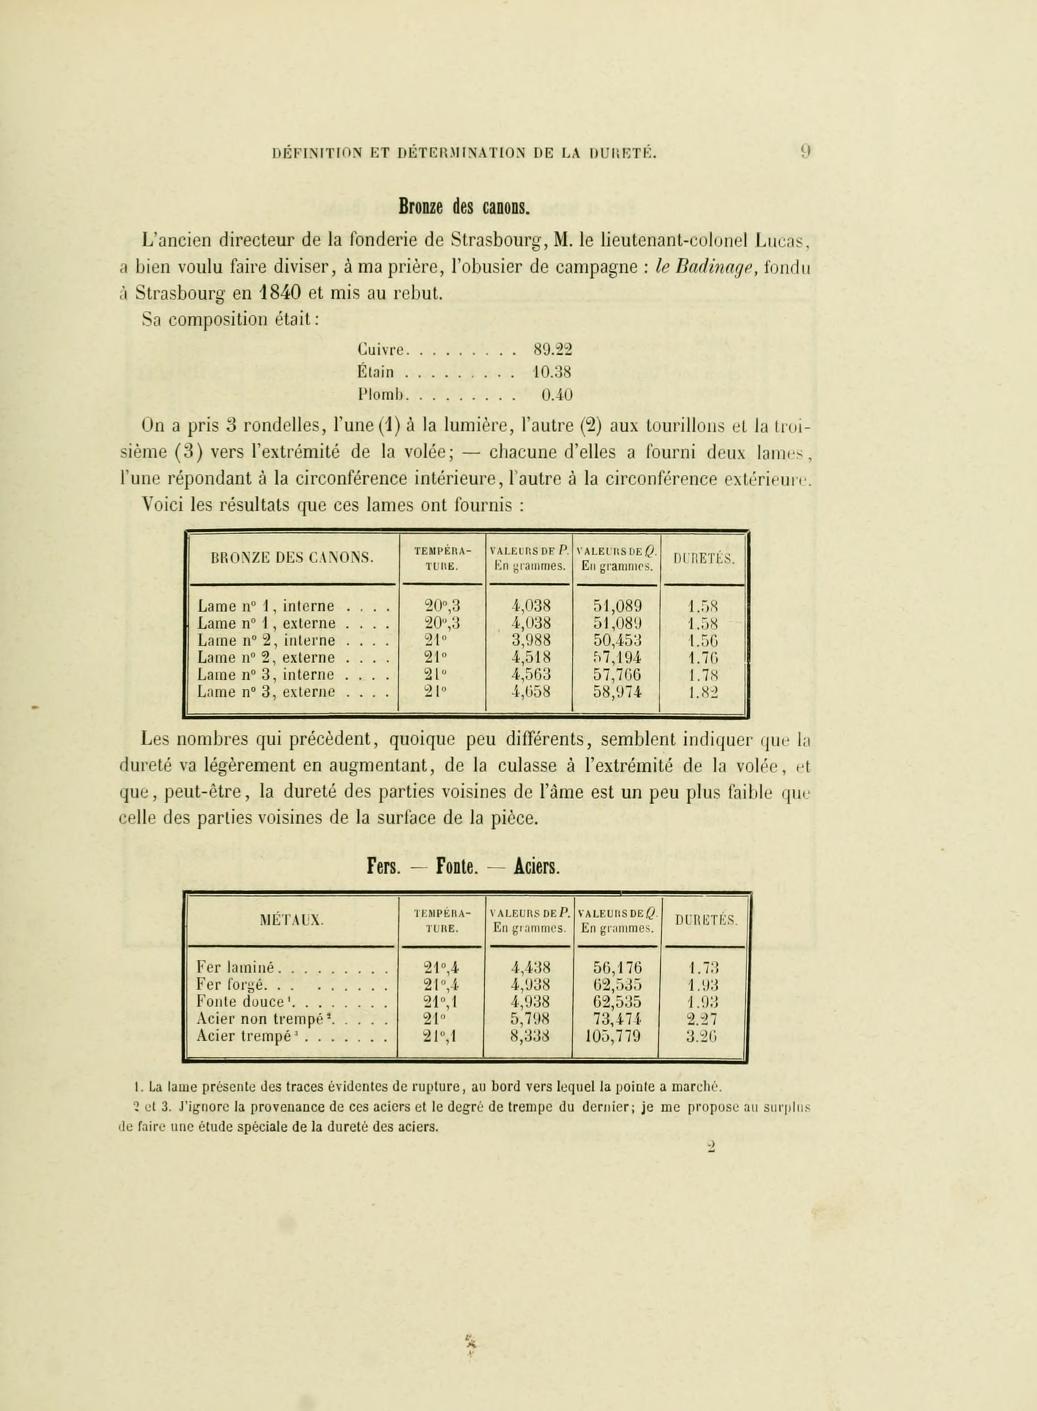 DÉFINITION ET DÉTERMINATION DE LA DURETÉ. 9
Bronze des canons.
L'ancien directeur de la fonderie de Strasbourg, M. le lieutenant-colonel Lucas,
a bien voulu faire diviser, à ma prière, l'obusier de campagne : le Badinage, fondu
à Strasbourg en 1840 et mis au rebut.
Sa composition était :
Cuivre. . . . . . . . . 89.22
Étain . . . . . . . . . 10.38
Plomb. . . . . . . . . 0.40
On a pris 3 rondelles, l'une (1) à la lumière, l'autre (2) aux tourillons et la troi-
sième (3) vers l'extrémité de la volée; — chacune d'elles a fourni deux lames,
l'une répondant à la circonférence intérieure, l'autre à la circonférence extérieure.
Voici les résultats que ces lames ont fournis :
BRONZE DES CANONS. TEMPÉRA-TURE. VALEURS DE P. En grammes. VALEURS DE Q. En grammes. DURETÉS.
Lame n° 1, interne . . . . 20°,3 4,038 51,089 1.58
Lame n° 1, externe . . . . 20°,3 4,038 51,089 1.58
Lame n° 2, interne . . . . 21° 3,988 50,453 1.56
Lame n° 2, externe . . . . 21° 4,518 57,194 1.76
Lame n° 3, interne . . . . 21° 4,563 57,766 1.78
Lame n° 3, externe . . . . 21° 4,658 58,974 1.82
Les nombres qui précèdent, quoique peu différents, semblent indiquer que la
dureté va légèrement en augmentant, de la culasse à l'extrémité de la volée, et
que, peut-être, la dureté des parties voisines de l'âme est un peu plus faible que
celle des parties voisines de la surface de la pièce.
Fers. — Fonte. — Aciers.
MÉTAUX. TEMPÉRA-TURE. VALEURS DE P. En grammes. VALEURS DE Q. En grammes. DURETÉS.
Fer laminé. . . . . . . . . 21°,4 4,438 56,176 1.73
Fer forgé. . . . . . . . . 21°,4 4,938 62,535 1.93
Fonte douce¹. . . . . . . . 21°,1 4,938 62,535 1.93
Acier non trempé². . . . . 21° 5,798 73,474 2.27
Acier trempé³ . . . . . . . 21°,1 8,338 105,779 3.26
1. La lame présente des traces évidentes de rupture, au bord vers lequel la pointe a marché.
2 et 3. J'ignore la provenance de ces aciers et le degré de trempe du dernier; je me propose au surplus
de faire une étude spéciale de la dureté des aciers.
2